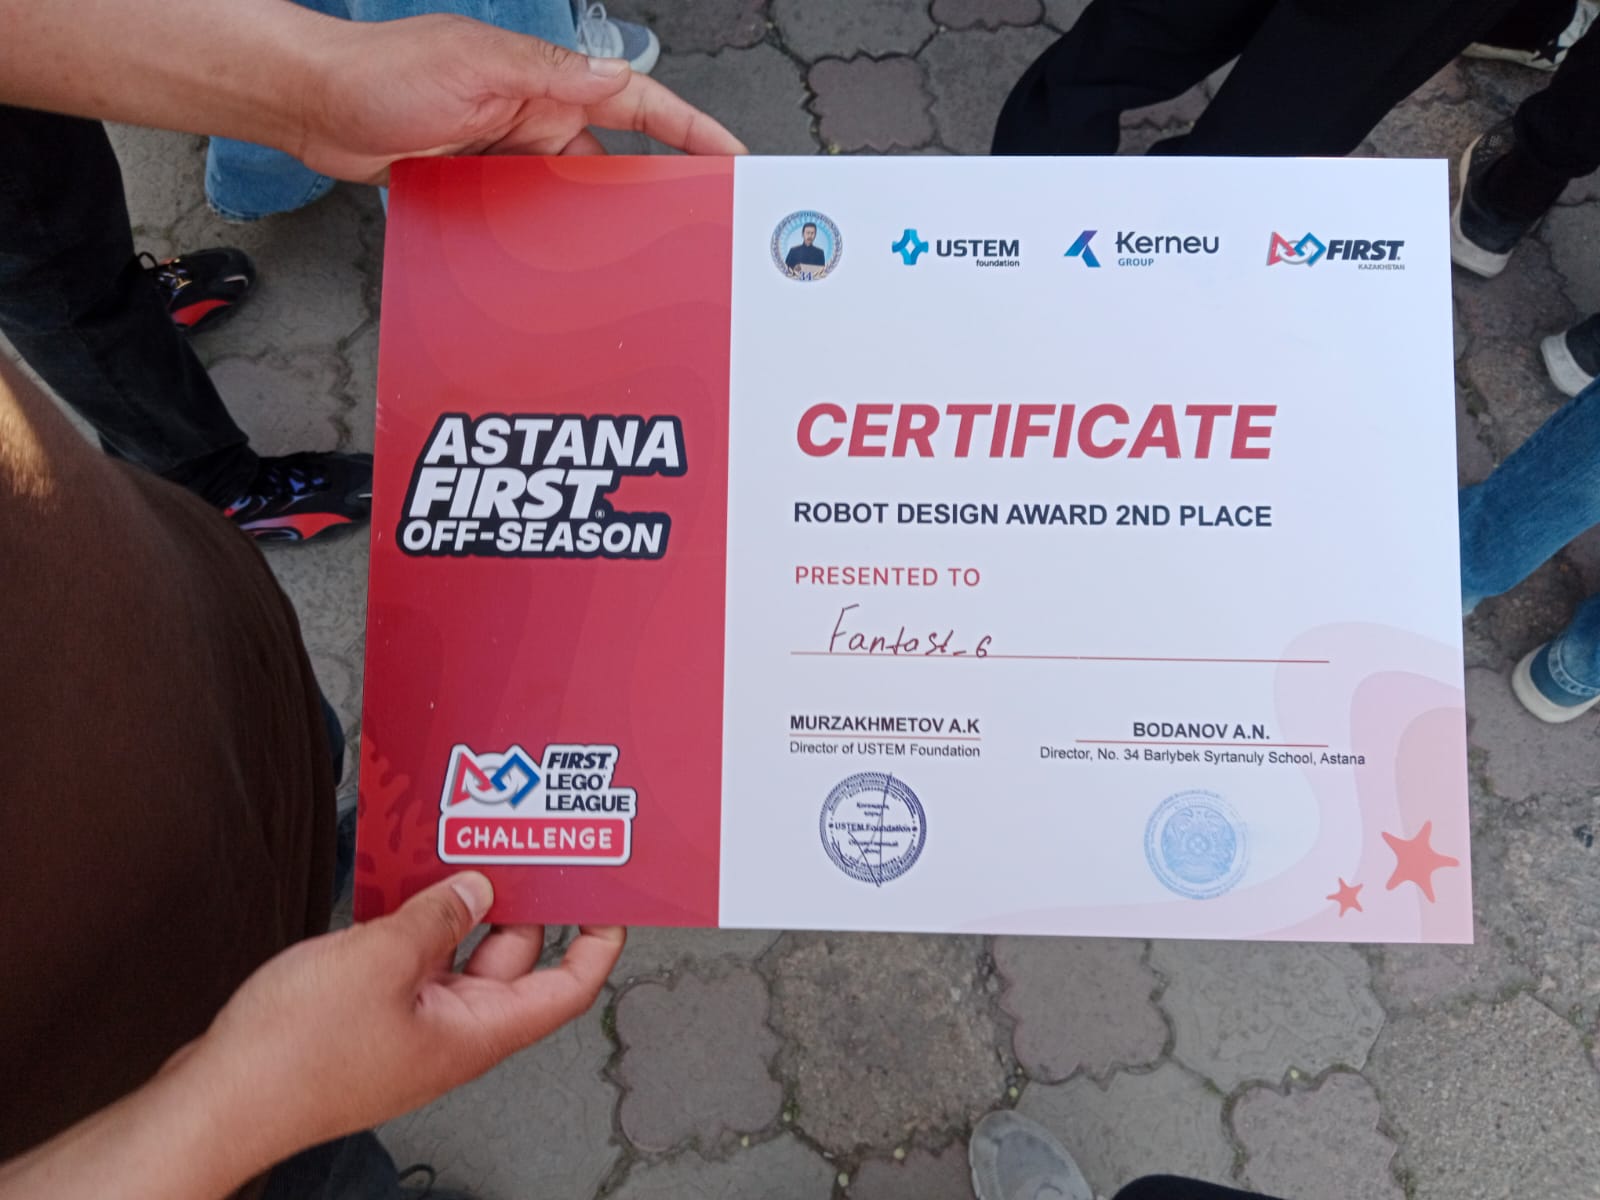 34
USTEM
foundation
Kerneu
GROUP
FIRST®
KAZAKHSTAN
ASTANA
FIRST®
OFF-SEASON
CERTIFICATE
ROBOT DESIGN AWARD 2ND PLACE
PRESENTED TO
Fantast_6
MURZAKHMETOV A.K
Director of USTEM Foundation
BODANOV A.N.
Director, No. 34 Barlybek Syrtanuly School, Astana
FIRST®
LEGO®
LEAGUE
CHALLENGE
USTEM Foundation